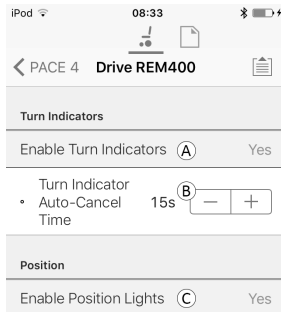 iPod 08:33
PACE 4 Drive REM400
Turn Indicators
Enable Turn Indicators A Yes
Turn Indicator
Auto-Cancel 15s B − +
Time
Position
Enable Position Lights C Yes